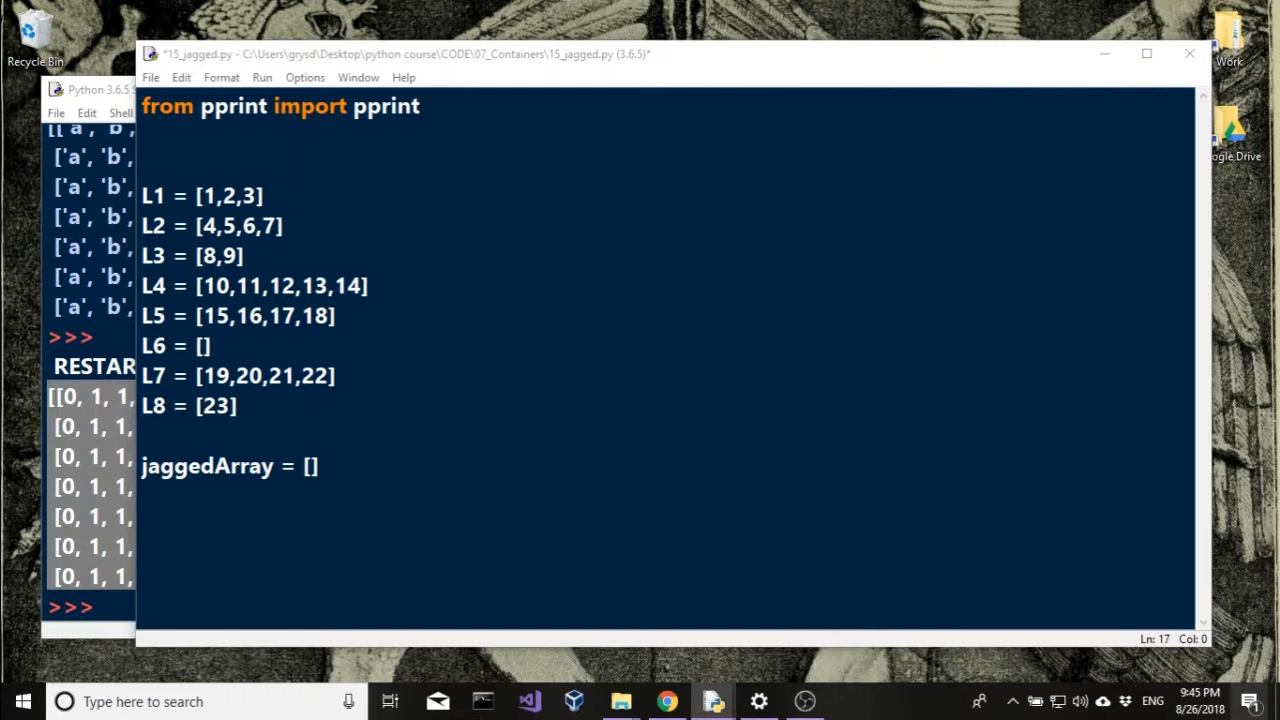 Recycle Bin
Work
ogle Drive
*15_jagged.py - C:\Users\grysd\Desktop\python course\CODE\07_Containers\15_jagged.py (3.6.5)*
File Edit Format Run Options Window Help
from pprint import pprint
L1 = [1,2,3]
L2 = [4,5,6,7]
L3 = [8,9]
L4 = [10,11,12,13,14]
L5 = [15,16,17,18]
L6 = []
L7 = [19,20,21,22]
L8 = [23]
jaggedArray = []
Ln: 17 Col: 0
Python 3.6.5 S
File Edit Shell
[['a', 'b',
['a', 'b',
['a', 'b',
['a', 'b',
['a', 'b',
['a', 'b',
['a', 'b',
>>>
RESTAR
[[0, 1, 1,
[0, 1, 1,
[0, 1, 1,
[0, 1, 1,
[0, 1, 1,
[0, 1, 1,
[0, 1, 1,
>>>
Type here to search
ENG
9:45 PM
8/26/2018
1